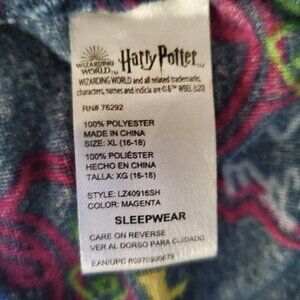 WIZARDING
WORLD
Harry Potter
WIZARDING WORLD and all related trademarks,
characters, names and indicia are ©&™ WBEI. (s20)
RN# 76292
100% POLYESTER
MADE IN CHINA
SIZE: XL (16-18)
100% POLIÉSTER
HECHO EN CHINA
TALLA: XG (16-18)
STYLE: LZ40916SH
COLOR: MAGENTA
SLEEPWEAR
CARE ON REVERSE
VER AL DORSO PARA CUIDADO
EAN/UPC